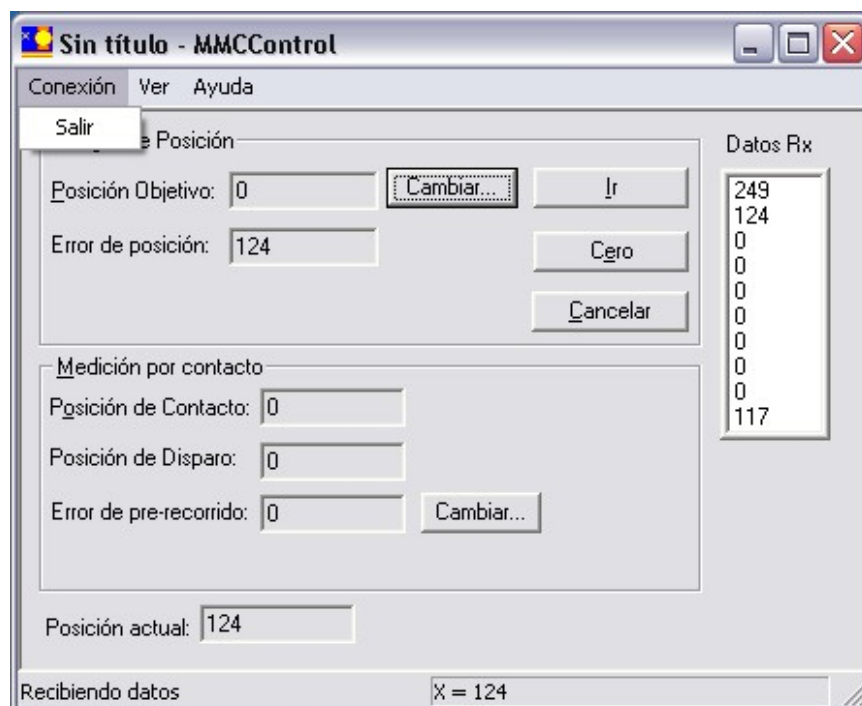 Sin título - MMCControl
Conexión Ver Ayuda
Salir
de Posición
Datos Rx
Posición Objetivo: 0 Cambiar... Ir
Error de posición: 124
Cero
Cancelar
249
124
0
0
0
0
0
0
0
117
Medición por contacto
Posición de Contacto: 0
Posición de Disparo: 0
Error de pre-recorrido: 0 Cambiar...
Posición actual: 124
Recibiendo datos X = 124